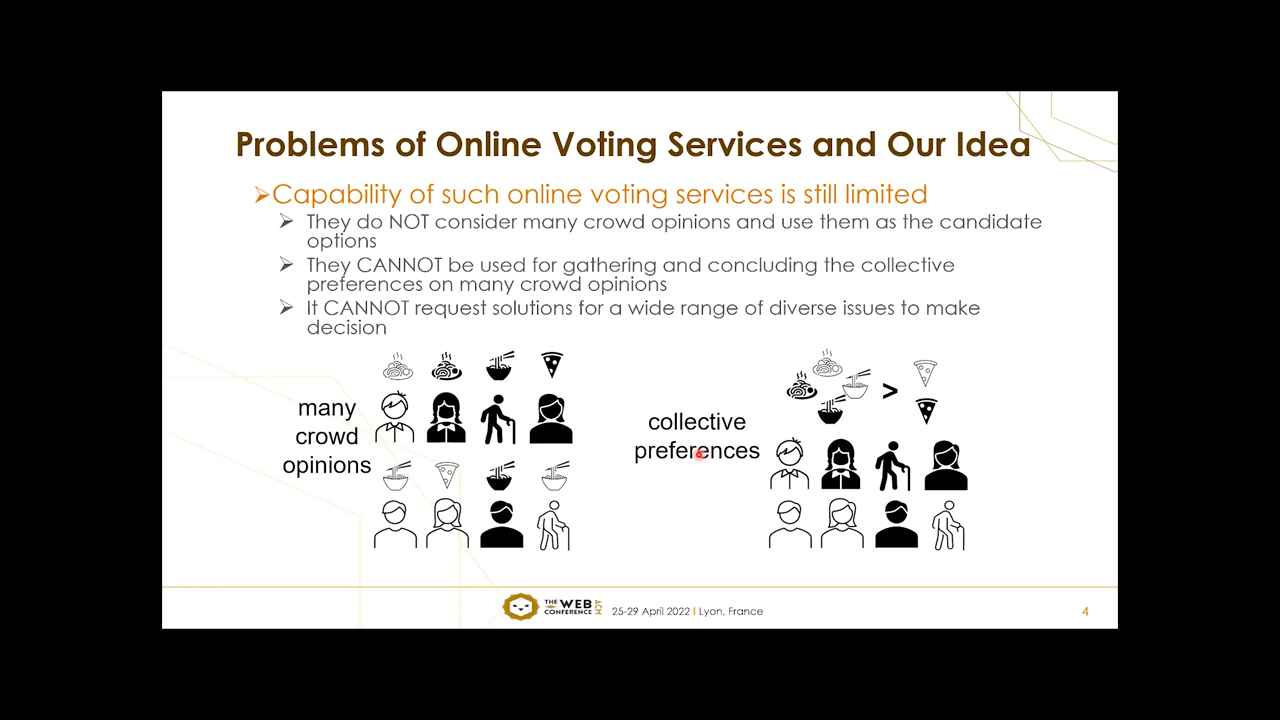 Problems of Online Voting Services and Our Idea
➢Capability of such online voting services is still limited
➢ They do NOT consider many crowd opinions and use them as the candidate
options
➢ They CANNOT be used for gathering and concluding the collective
preferences on many crowd opinions
➢ It CANNOT request solutions for a wide range of diverse issues to make
decision
many
crowd
opinions
collective
preferences
>
THE WEB
CONFERENCE
ACM
25-29 April 2022 I Lyon, France
4